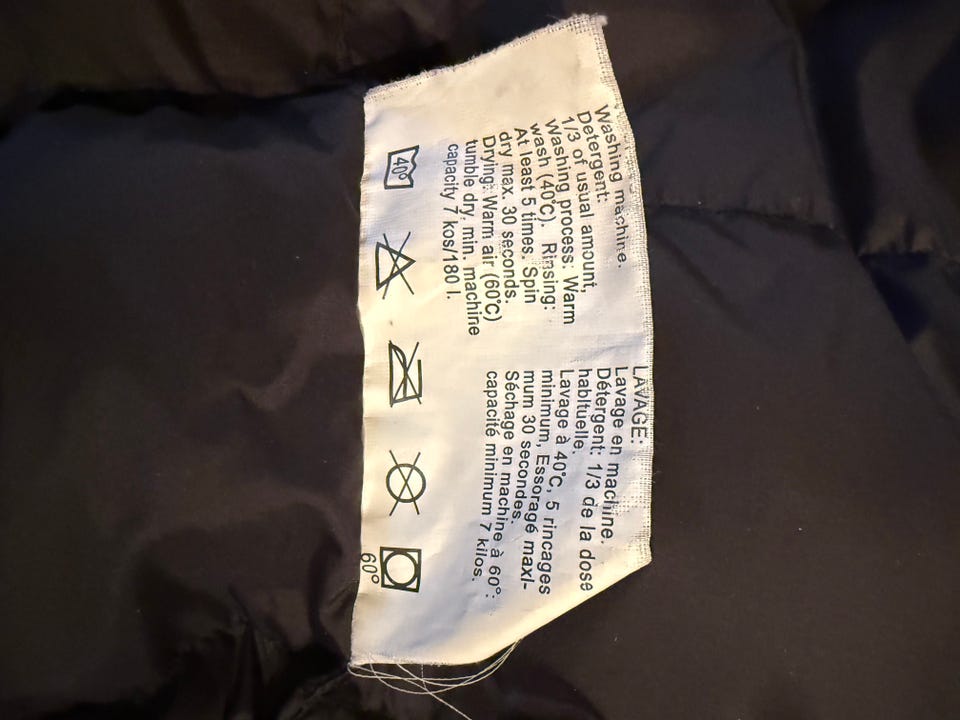 Washing machine.
Detergent:
1/3 of usual amount,
Washing process: Warm
wash (40°C). Rinsing:
At least 5 times. Spin
dry max. 30 seconds.
Drying: Warm air (60°C)
tumble dry, min. machine
capacity 7 kos/180 l.
LAVAGE:
Lavage en machine.
Détergent: 1/3 de la dose
habituelle.
Lavage à 40°C, 5 rincages
minimum, Essoragé maxi-
mum 30 secondes.
Séchage en machine à 60°:
capacité minimum 7 kilos.
40°
60°